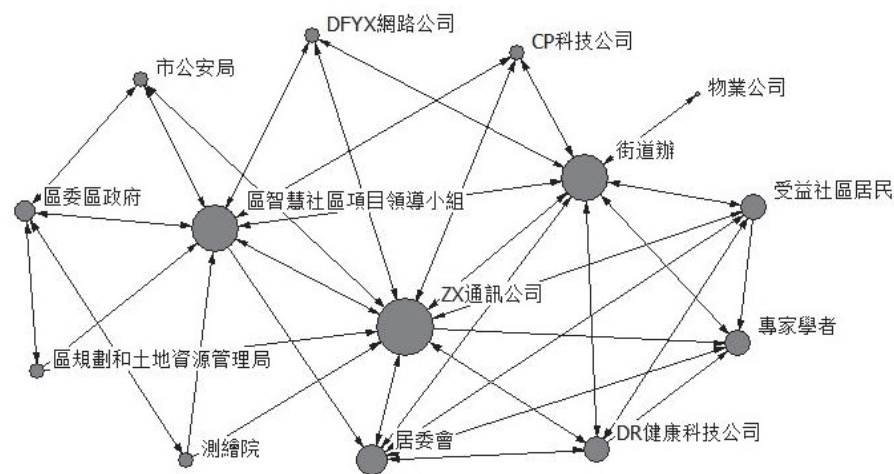 DFYX網路公司
CP科技公司
市公安局
物業公司
街道辦
區委區政府
區智慧社區項目領導小組
受益社區居民
ZX通訊公司
專家學者
區規劃和土地資源管理局
測繪院
居委會
DR健康科技公司